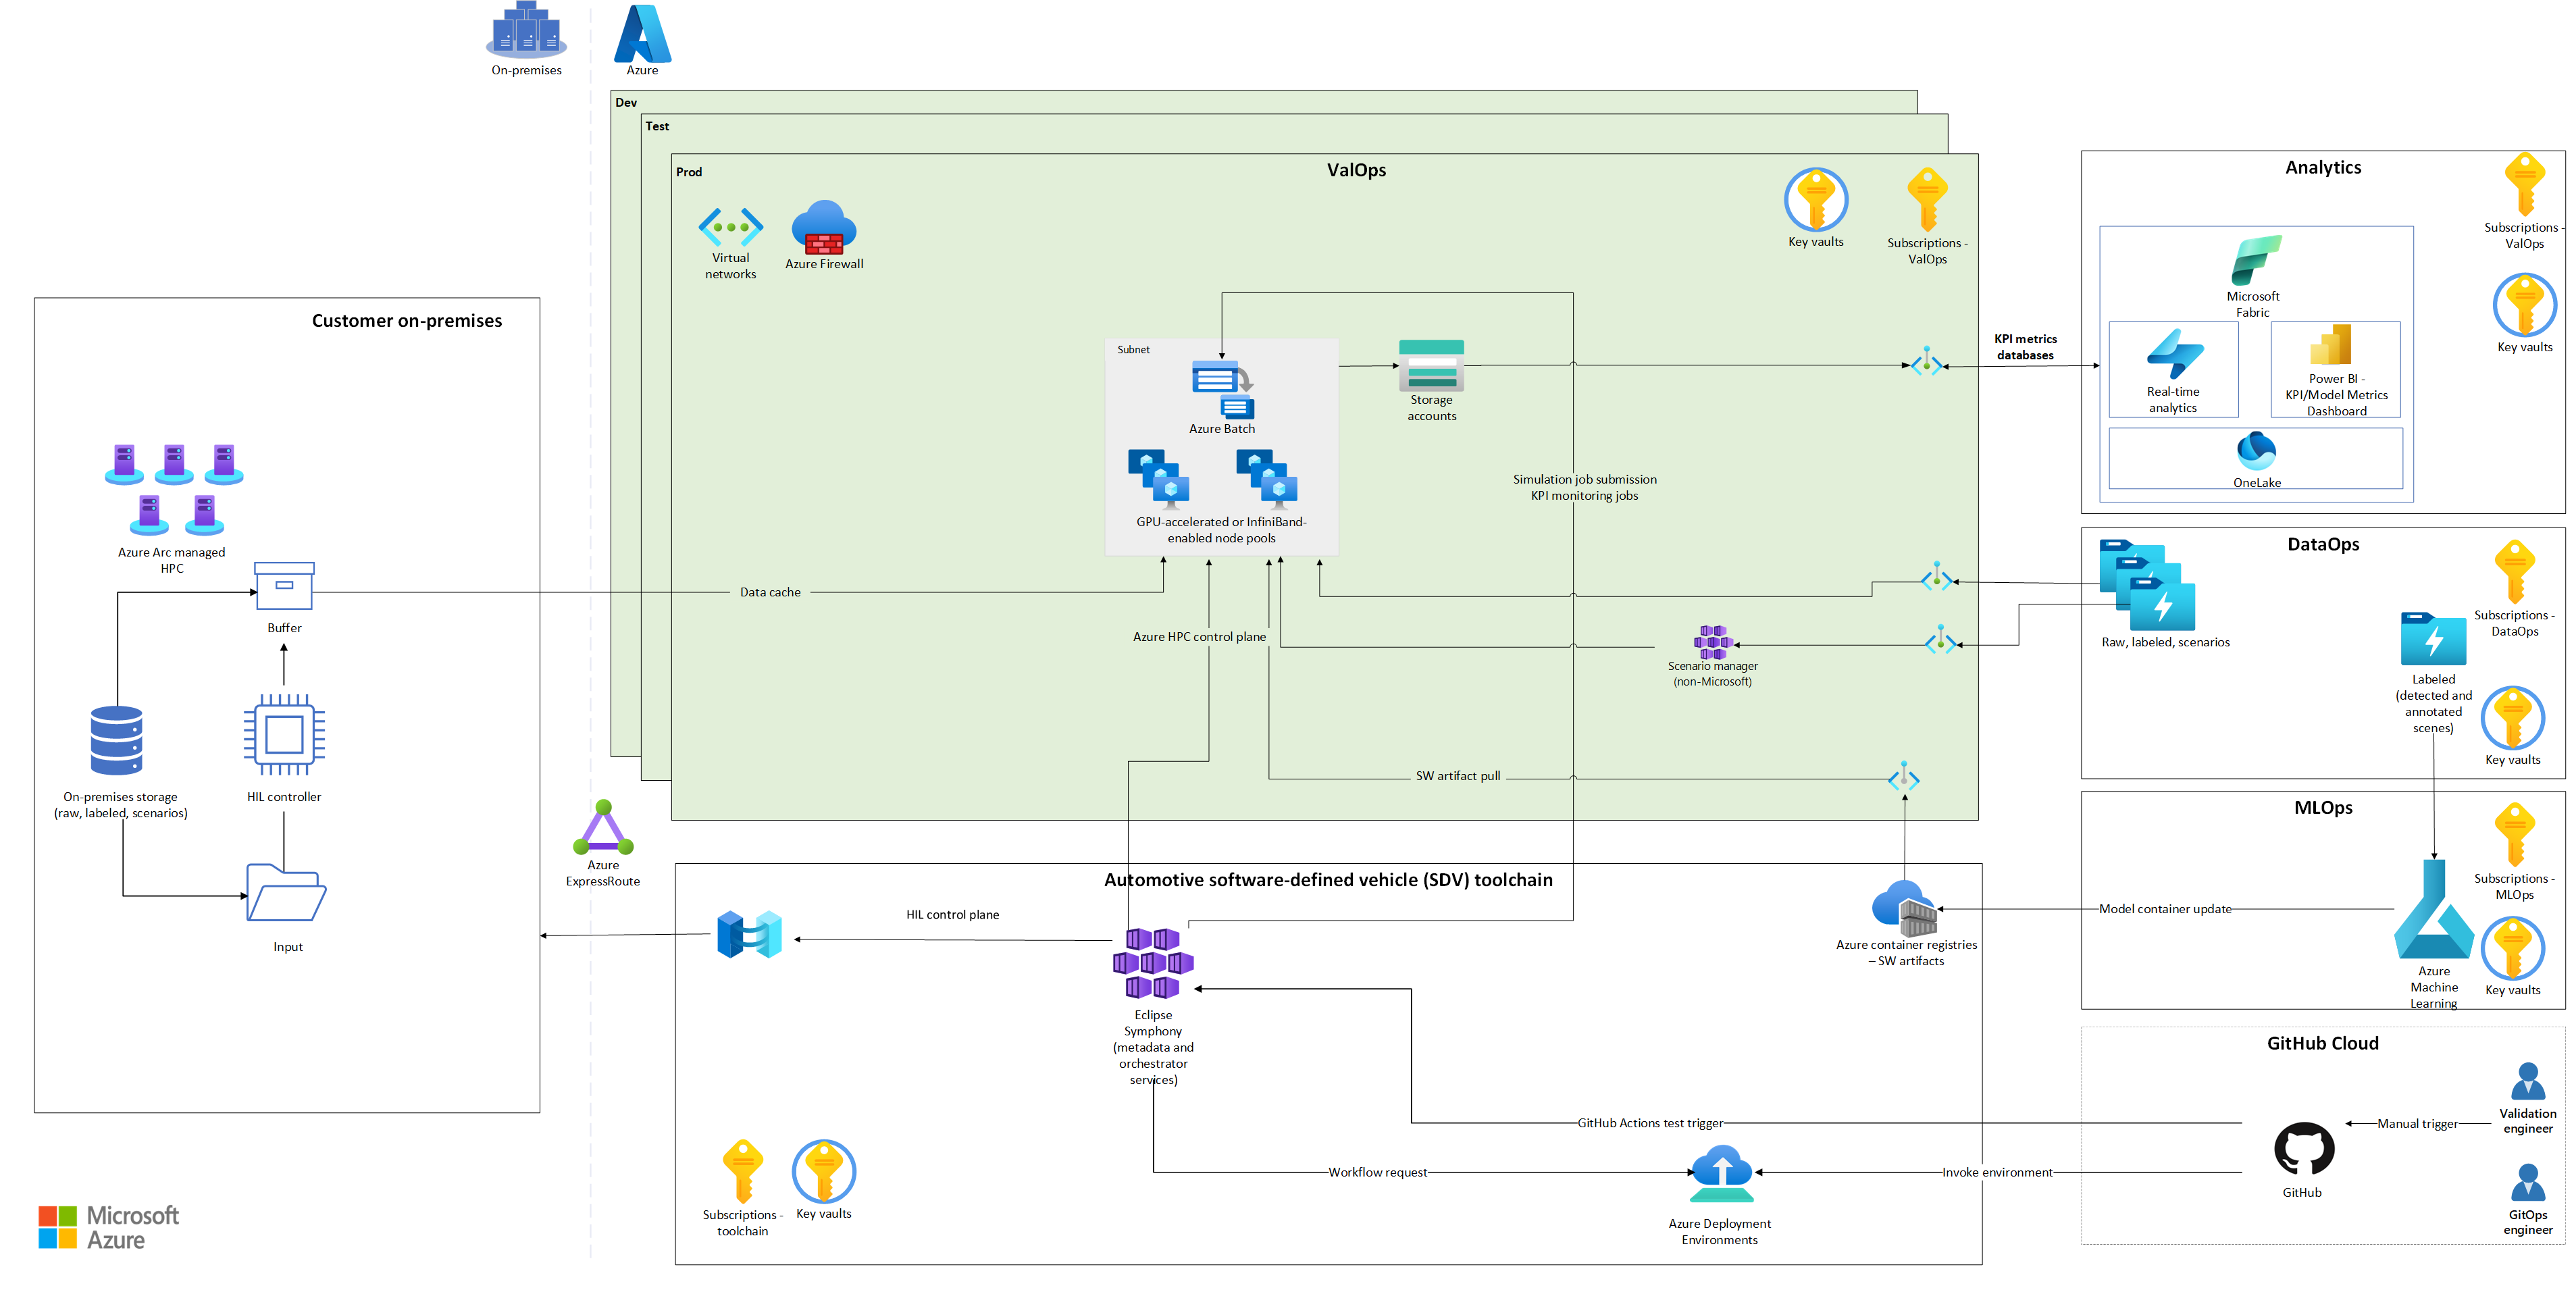 On-premises
Azure
Dev
Test
Prod
ValOps
Virtual
networks
Azure Firewall
Key vaults
Subscriptions -
ValOps
Subnet
Azure Batch
GPU-accelerated or InfiniBand-
enabled node pools
Storage
accounts
Simulation job submission
KPI monitoring jobs
Data cache
Azure HPC control plane
Scenario manager
(non-Microsoft)
SW artifact pull
KPI metrics
databases
Customer on-premises
Azure Arc managed
HPC
Buffer
On-premises storage
(raw, labeled, scenarios)
HIL controller
Input
Azure
ExpressRoute
Analytics
Subscriptions -
ValOps
Microsoft
Fabric
Key vaults
Real-time
analytics
Power BI -
KPI/Model Metrics
Dashboard
OneLake
DataOps
Raw, labeled, scenarios
Subscriptions -
DataOps
Labeled
(detected and
annotated
scenes)
Key vaults
MLOps
Subscriptions -
MLOps
Model container update
Azure
Machine
Learning
Key vaults
Automotive software-defined vehicle (SDV) toolchain
HIL control plane
Azure container registries
– SW artifacts
Eclipse
Symphony
(metadata and
orchestrator
services)
GitHub Actions test trigger
Workflow request
Invoke environment
Azure Deployment
Environments
Subscriptions -
toolchain
Key vaults
GitHub Cloud
Validation
engineer
Manual trigger
GitHub
GitOps
engineer
Microsoft
Azure